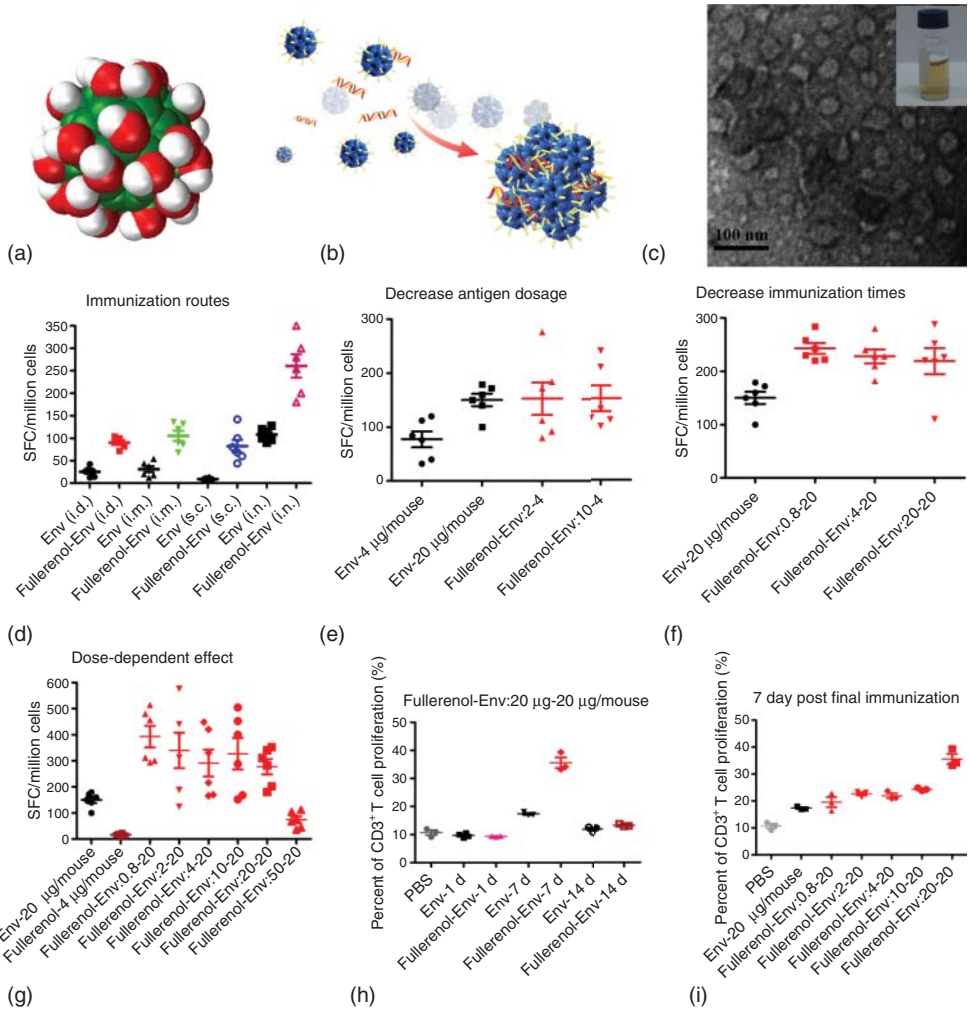 (a)
(b)
100 nm
(c)
Immunization routes
SFC/million cells
350
300
250
200
150
100
50
0
Env (i.d.)
Fullerenol-Env (i.d.)
Env (i.m.)
Fullerenol-Env (i.m.)
Env (s.c.)
Fullerenol-Env (s.c.)
Env (i.n.)
Fullerenol-Env (i.n.)
(d)
Decrease antigen dosage
SFC/million cells
300
200
100
0
Env-4 μg/mouse
Env-20 μg/mouse
Fullerenol-Env:2-4
Fullerenol-Env:10-4
(e)
Decrease immunization times
SFC/million cells
300
200
100
0
Env-20 μg/mouse
Fullerenol-Env:0.8-20
Fullerenol-Env:4-20
Fullerenol-Env:20-20
(f)
Dose-dependent effect
SFC/million cells
600
500
400
300
200
100
0
Env-20 μg/mouse
Fullerenol-4 μg/mouse
Fullerenol-Env:0.8-20
Fullerenol-Env:2-20
Fullerenol-Env:4-20
Fullerenol-Env:10-20
Fullerenol-Env:20-20
Fullerenol-Env:50-20
(g)
Fullerenol-Env:20 μg-20 μg/mouse
Percent of CD3+ T cell proliferation (%)
50
40
30
20
10
0
PBS
Env-1 d
Fullerenol-Env-1 d
Env-7 d
Fullerenol-Env-7 d
Env-14 d
Fullerenol-Env-14 d
(h)
7 day post final immunization
Percent of CD3+ T cell proliferation (%)
50
40
30
20
10
0
PBS
Env-20 μg/mouse
Fullerenol-Env:0.8-20
Fullerenol-Env:2-20
Fullerenol-Env:4-20
Fullerenol-Env:10-20
Fullerenol-Env:20-20
(i)